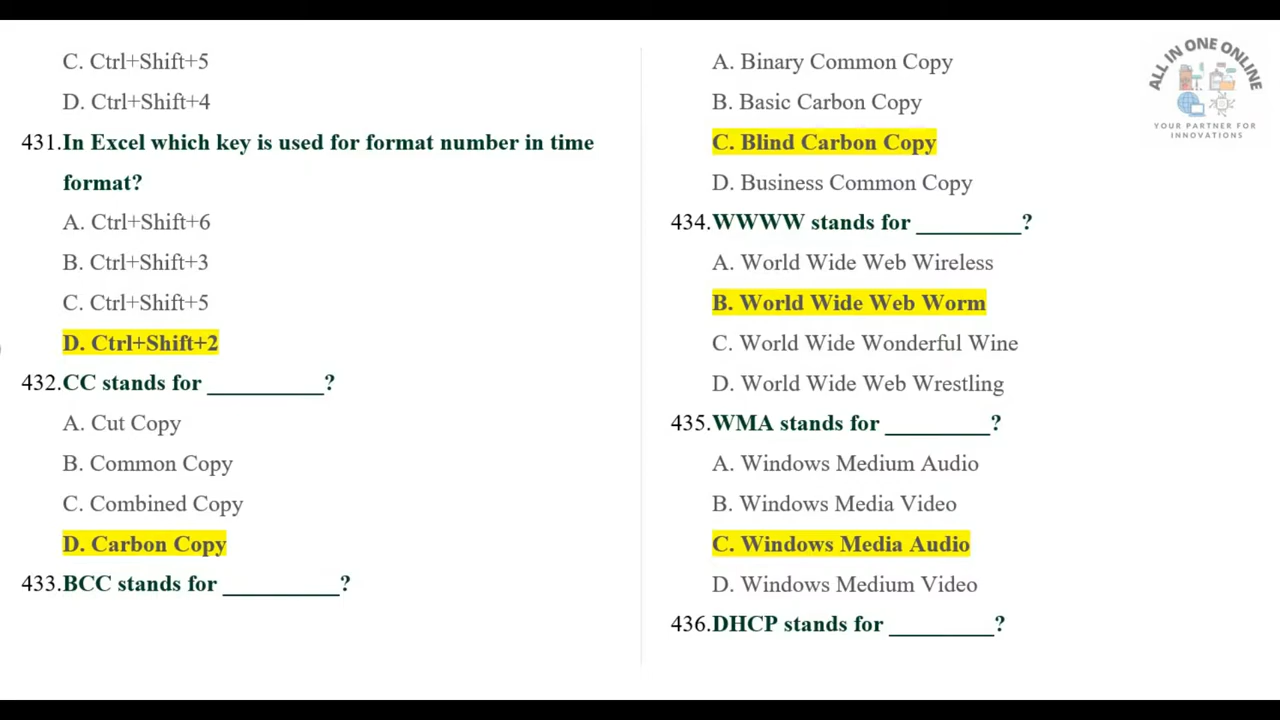 C. Ctrl+Shift+5
D. Ctrl+Shift+4
431.In Excel which key is used for format number in time
format?
A. Ctrl+Shift+6
B. Ctrl+Shift+3
C. Ctrl+Shift+5
D. Ctrl+Shift+2
432.CC stands for __________?
A. Cut Copy
B. Common Copy
C. Combined Copy
D. Carbon Copy
433.BCC stands for __________?
A. Binary Common Copy
B. Basic Carbon Copy
C. Blind Carbon Copy
D. Business Common Copy
434.WWWW stands for _________?
A. World Wide Web Wireless
B. World Wide Web Worm
C. World Wide Wonderful Wine
D. World Wide Web Wrestling
435.WMA stands for _________?
A. Windows Medium Audio
B. Windows Media Video
C. Windows Media Audio
D. Windows Medium Video
436.DHCP stands for _________?
ALL IN ONE ONLINE
YOUR PARTNER FOR
INNOVATIONS